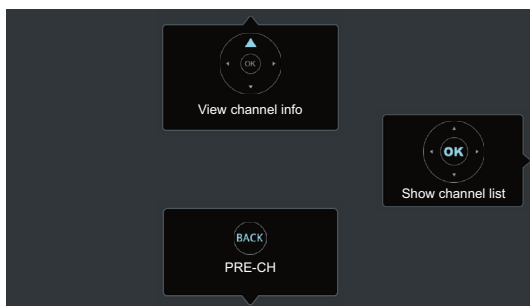 OK
View channel info
OK
Show channel list
BACK
PRE-CH